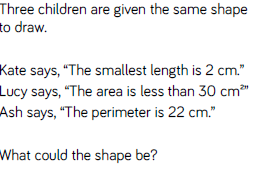 Three children are given the same shape
to draw.
Kate says, “The smallest length is 2 cm.”
Lucy says, “The area is less than 30 cm²”
Ash says, “The perimeter is 22 cm.”
What could the shape be?